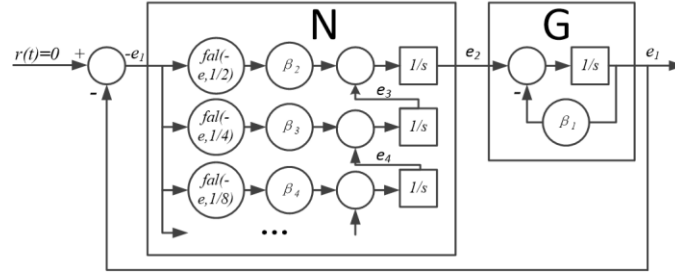 N
G
r(t)=0
+
-
-e₁
fal(-
e,1/2)
β₂
1/s
e₂
-
1/s
β₁
e₁
e₃
fal(-
e,1/4)
β₃
1/s
e₄
fal(-
e,1/8)
β₄
1/s
...